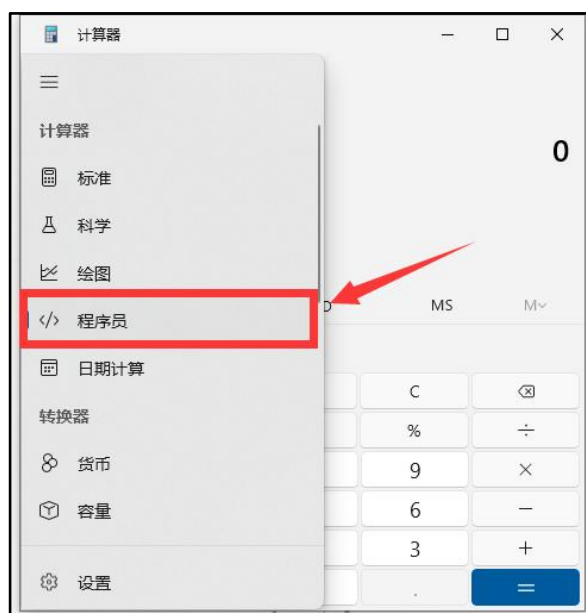 计算器
计算器
0
标准
科学
绘图
MS
M
</> 程序员
日期计算
C
转换器
% ÷
货币
9 ×
容量
6 −
3 +
设置
. =